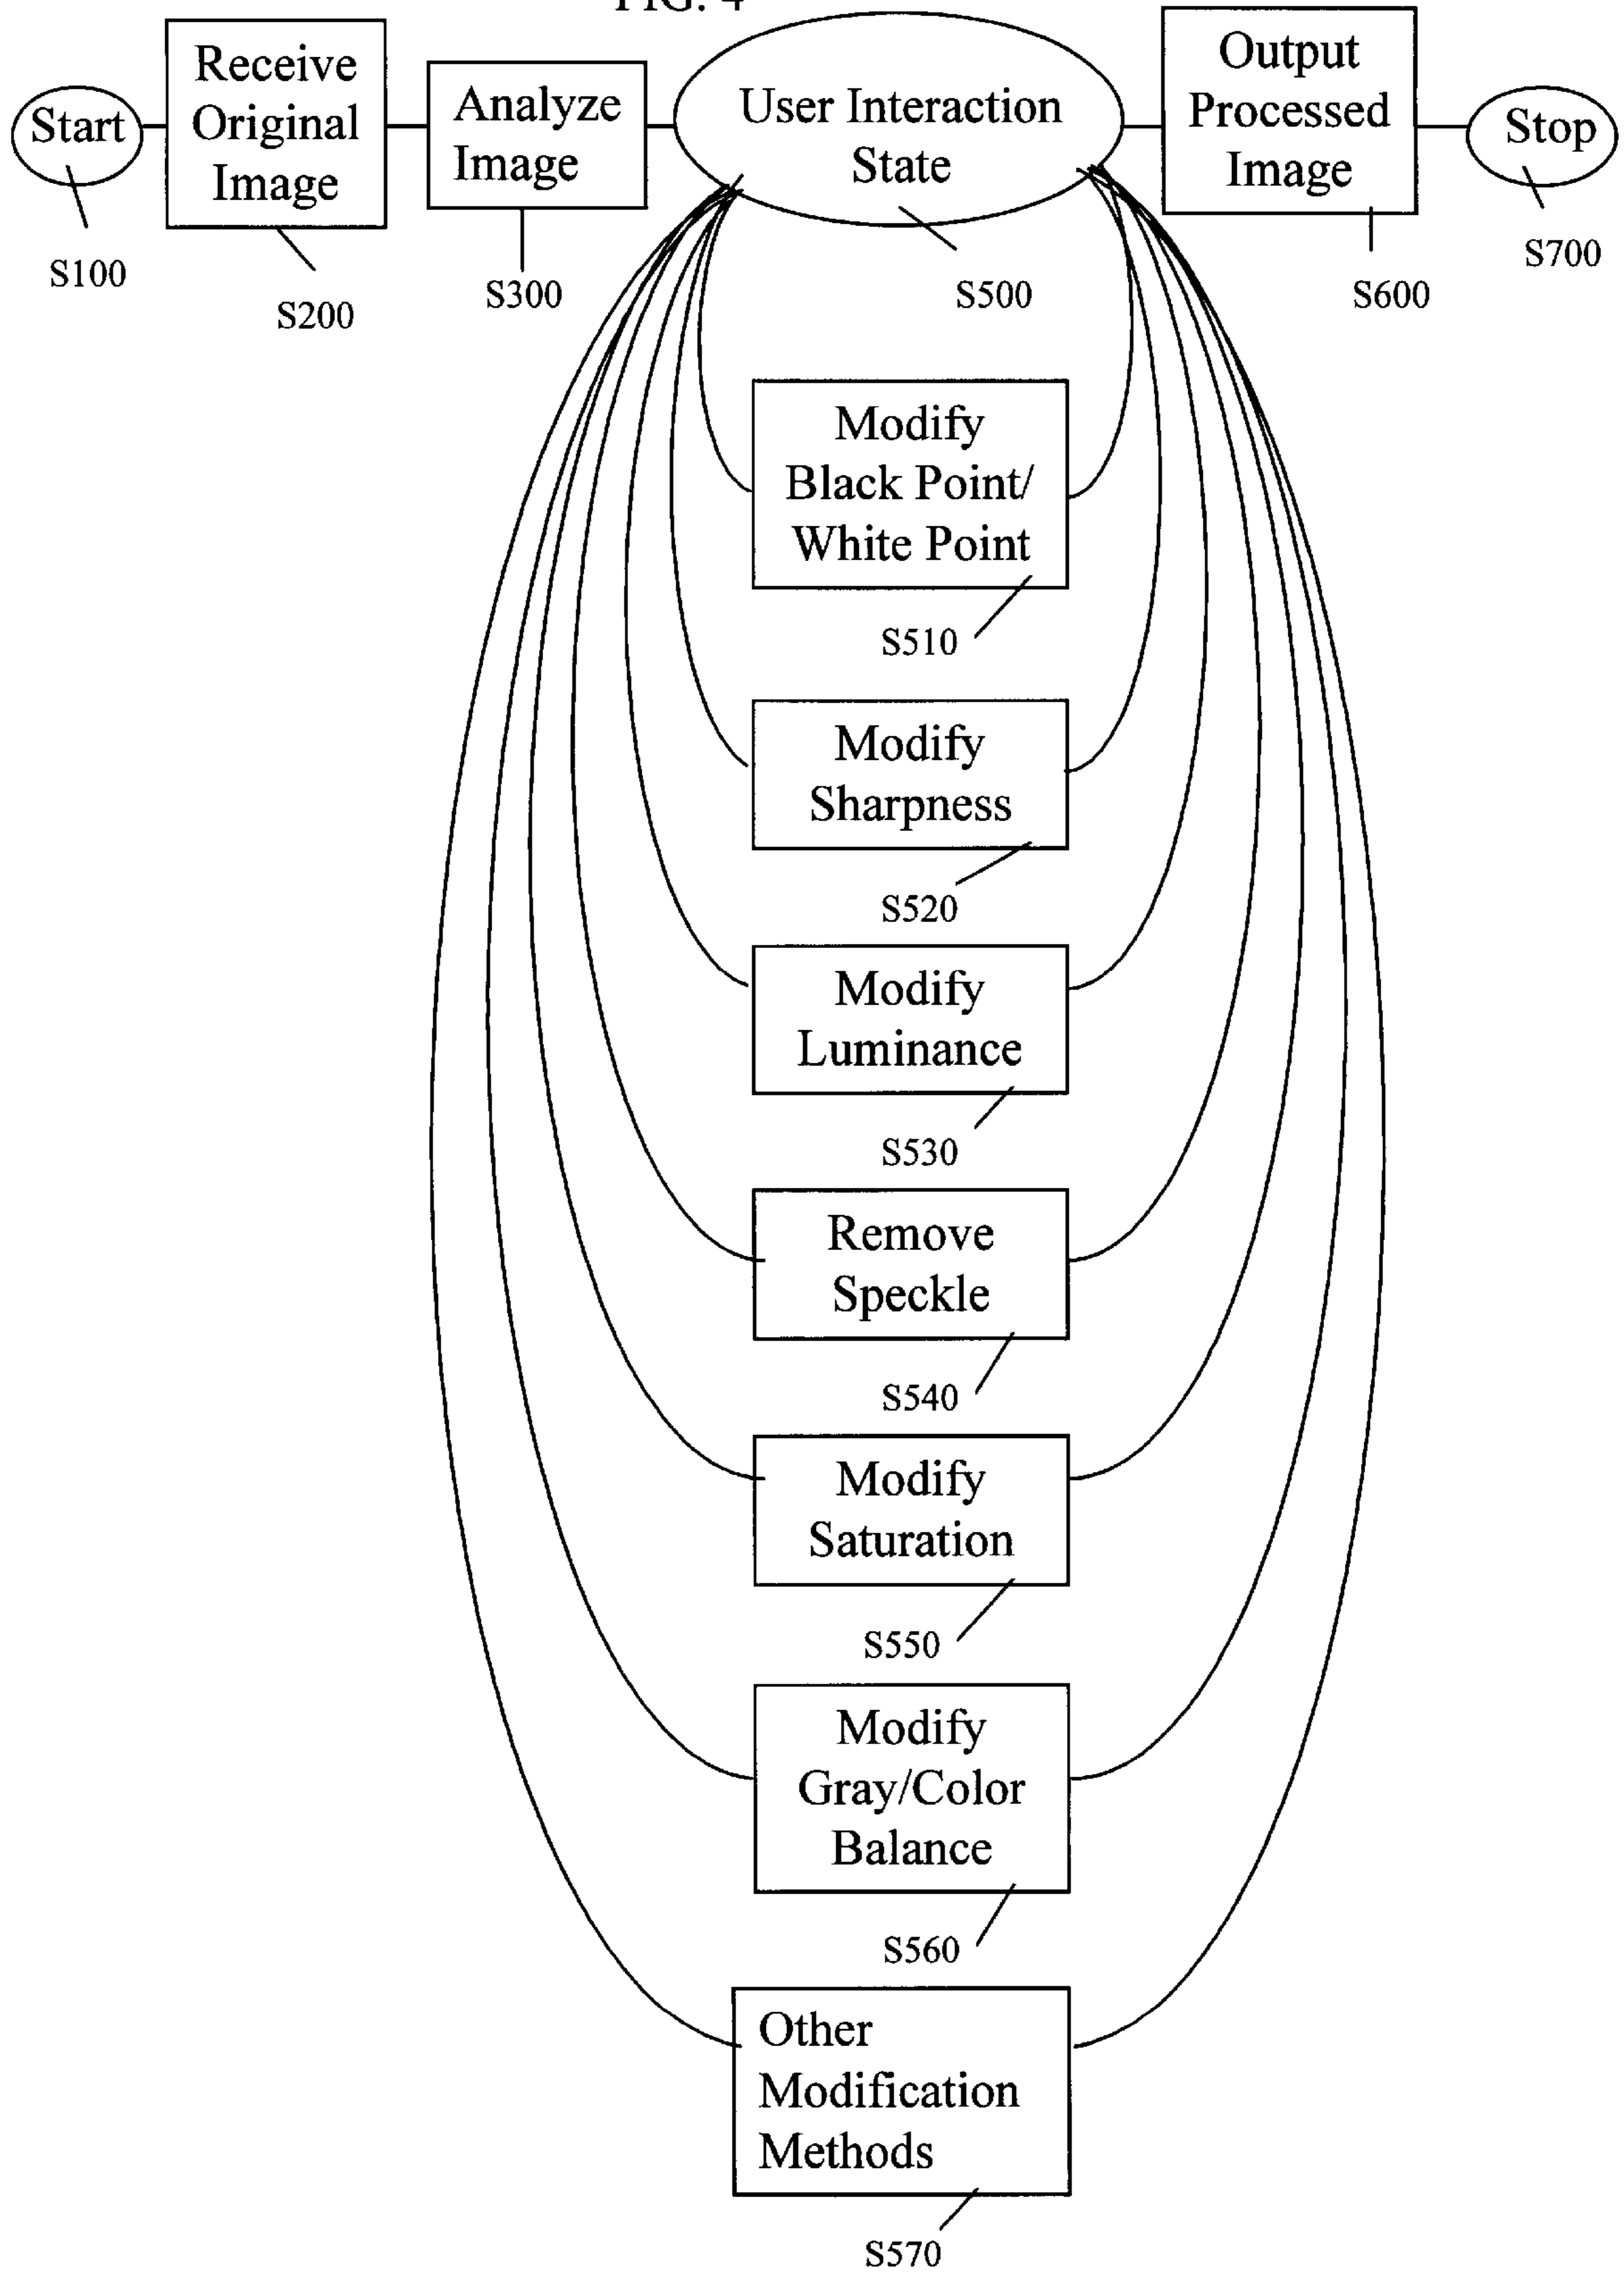 FIG. 4
Start
S100
Receive
Original
Image
S200
Analyze
Image
S300
User Interaction
State
S500
Output
Processed
Image
S600
Stop
S700
Modify
Black Point/
White Point
S510
Modify
Sharpness
S520
Modify
Luminance
S530
Remove
Speckle
S540
Modify
Saturation
S550
Modify
Gray/Color
Balance
S560
Other
Modification
Methods
S570